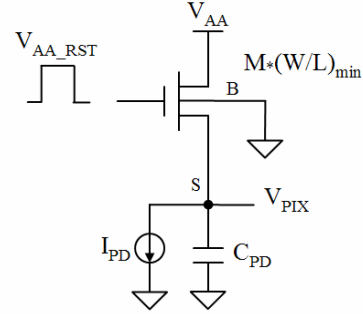 V_AA
V_AA_RST
M*(W/L)_min
B
S
V_PIX
I_PD
C_PD